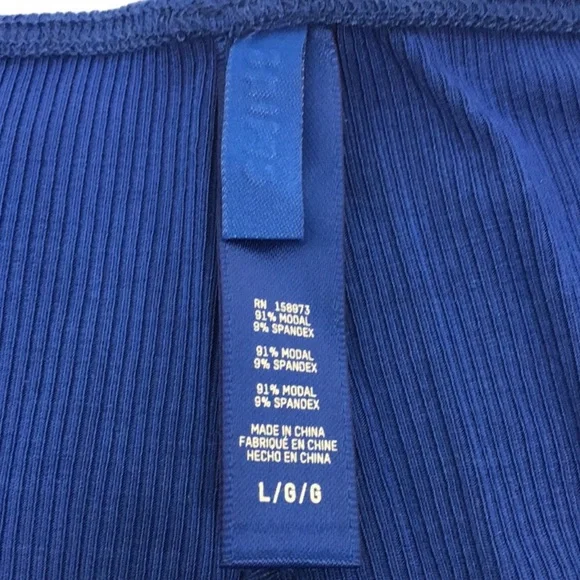 SKIMS
RN 158973
91% MODAL
9% SPANDEX
91% MODAL
9% SPANDEX
91% MODAL
9% SPANDEX
MADE IN CHINA
FABRIQUÉ EN CHINE
HECHO EN CHINA
L/G/G